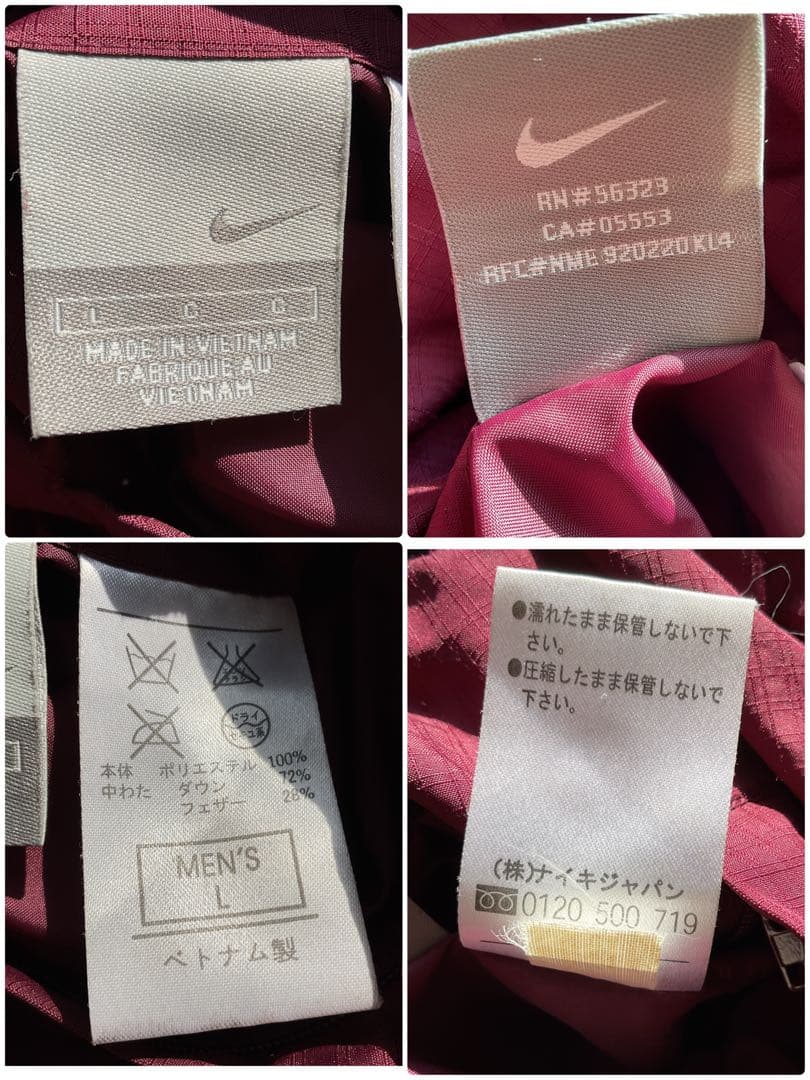 L G G
MADE IN VIETNAM
FABRIQUE AU
VIETNAM
RN#56323
CA#05553
RFC#NME 920220 KL4
ドライ
セキユ系
本体 ポリエステル 100%
中わた ダウン 72%
フェザー 28%
MEN'S
L
ベトナム製
●濡れたまま保管しないで下
さい。
●圧縮したまま保管しないで
下さい。
(株)ナイキジャパン
0120 500 719